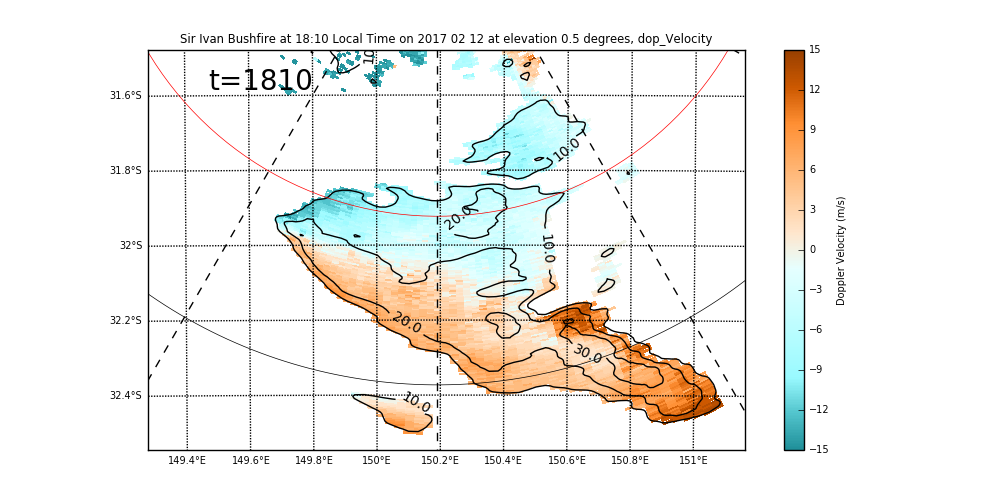 Sir Ivan Bushfire at 18:10 Local Time on 2017 02 12 at elevation 0.5 degrees, dop_Velocity
t=1810
10
10.0
20.0
10.0
20.0
30.0
10.0
31.6°S
31.8°S
32°S
32.2°S
32.4°S
149.4°E 149.6°E 149.8°E 150°E 150.2°E 150.4°E 150.6°E 150.8°E 151°E
15
12
9
6
3
0
−3
−6
−9
−12
−15
Doppler Velocity (m/s)